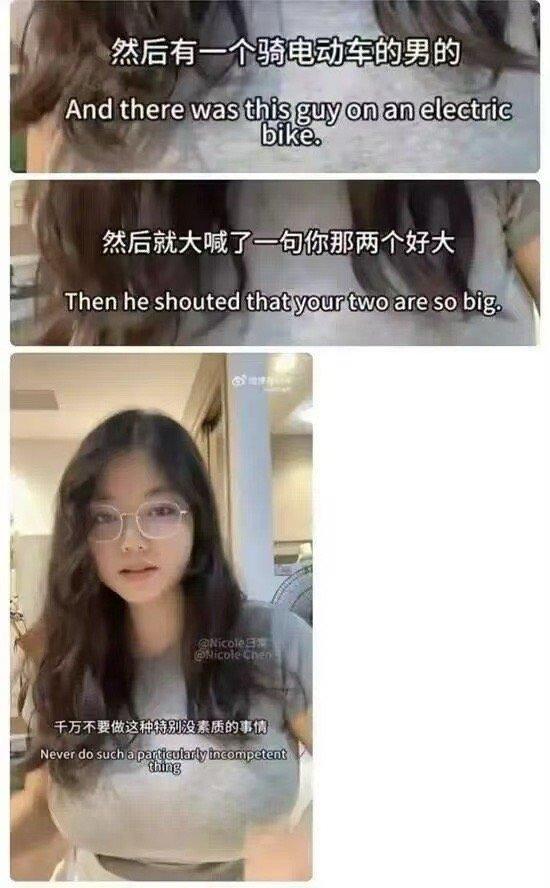 然后有一个骑电动车的男的
And there was this guy on an electric
bike.
然后就大喊了一句你那两个好大
Then he shouted that your two are so big.
@Nicole日常
@Nicole Chen
千万不要做这种特别没素质的事情
Never do such a particularly incompetent
thing